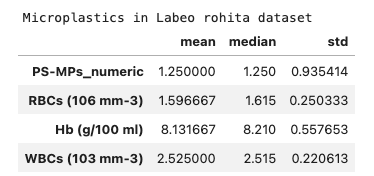 Microplastics in Labeo rohita dataset
mean median std
PS-MPs_numeric 1.250000 1.250 0.935414
RBCs (106 mm-3) 1.596667 1.615 0.250333
Hb (g/100 ml) 8.131667 8.210 0.557653
WBCs (103 mm-3) 2.525000 2.515 0.220613